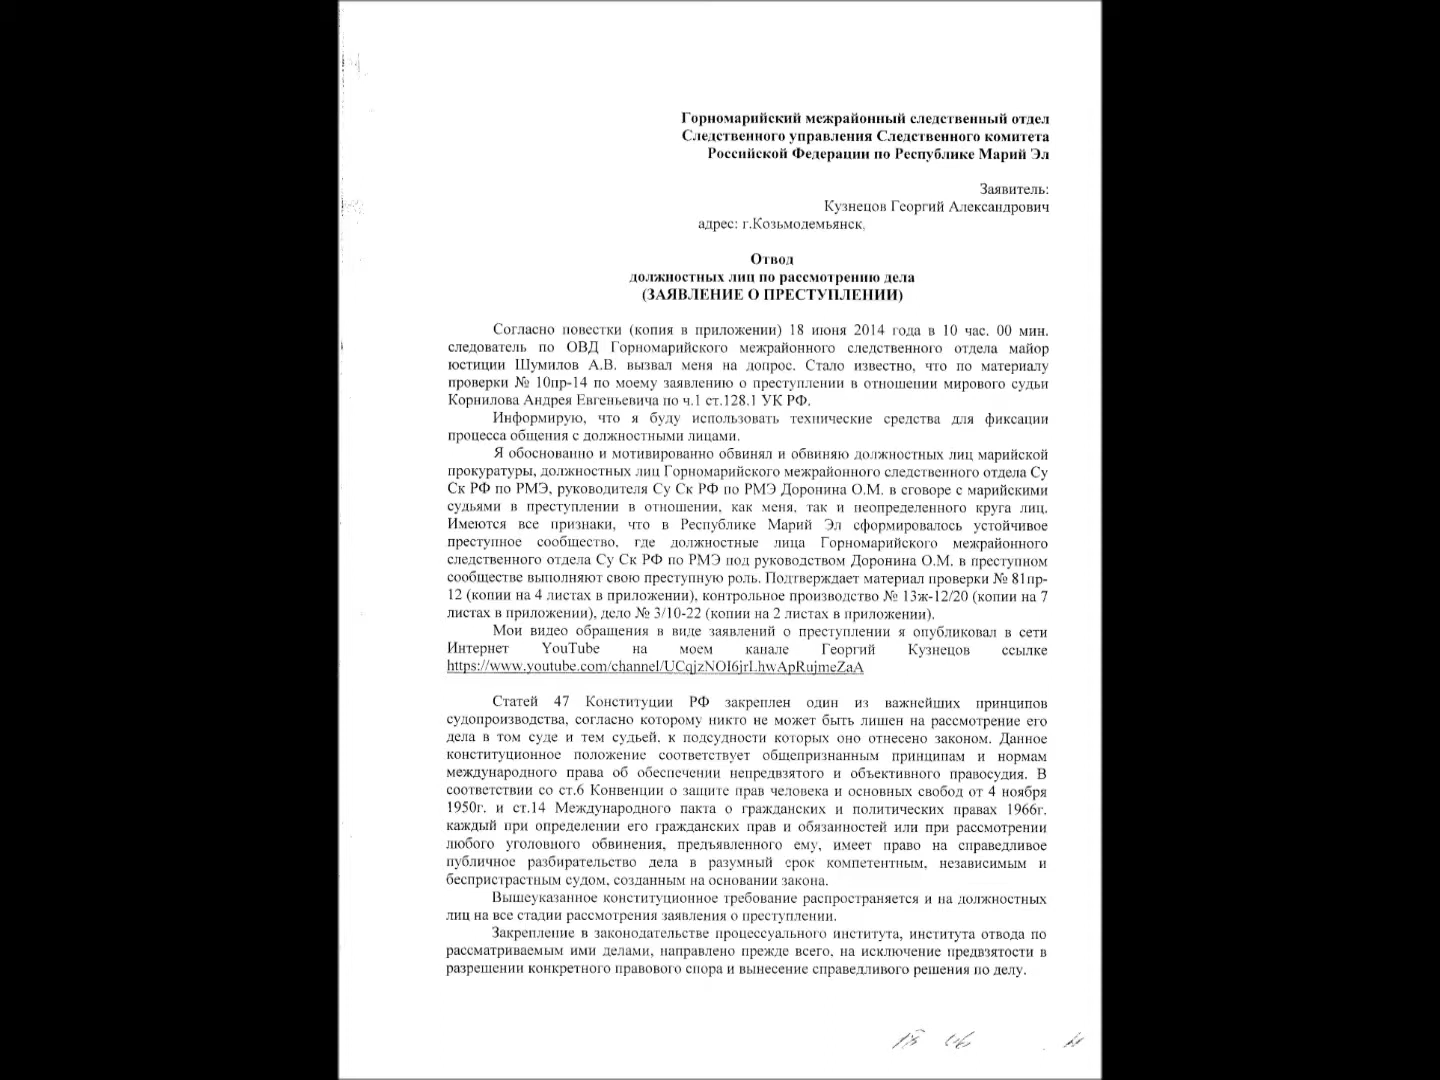 Горномарийский межрайонный следственный отдел
Следственного управления Следственного комитета
Российской Федерации по Республике Марий Эл
Заявитель:
Кузнецов Георгий Александрович
адрес: г.Козьмодемьянск,
Отвод
должностных лиц по рассмотрению дела
(ЗАЯВЛЕНИЕ О ПРЕСТУПЛЕНИИ)
Согласно повестки (копия в приложении) 18 июня 2014 года в 10 час. 00 мин.
следователь по ОВД Горномарийского межрайонного следственного отдела майор
юстиции Шумилов А.В. вызвал меня на допрос. Стало известно, что по материалу
проверки № 10пр-14 по моему заявлению о преступлении в отношении мирового судьи
Корнилова Андрея Евгеньевича по ч.1 ст.128.1 УК РФ.
Информирую, что я буду использовать технические средства для фиксации
процесса общения с должностными лицами.
Я обоснованно и мотивированно обвинял и обвиняю должностных лиц марийской
прокуратуры, должностных лиц Горномарийского межрайонного следственного отдела Су
Ск РФ по РМЭ, руководителя Су Ск РФ по РМЭ Доронина О.М. в сговоре с марийскими
судьями в преступлении в отношении, как меня, так и неопределенного круга лиц.
Имеются все признаки, что в Республике Марий Эл сформировалось устойчивое
преступное сообщество, где должностные лица Горномарийского межрайонного
следственного отдела Су Ск РФ по РМЭ под руководством Доронина О.М. в преступном
сообществе выполняют свою преступную роль. Подтверждает материал проверки № 81пр-
12 (копии на 4 листах в приложении), контрольное производство № 13ж-12/20 (копии на 7
листах в приложении), дело № 3/10-22 (копии на 2 листах в приложении).
Мои видео обращения в виде заявлений о преступлении я опубликовал в сети
Интернет YouTube на моем канале Георгий Кузнецов ссылке
https://www.youtube.com/channel/UCqjzNOI6jrLhwApRujmeZaA
Статей 47 Конституции РФ закреплен один из важнейших принципов
судопроизводства, согласно которому никто не может быть лишен на рассмотрение его
дела в том суде и тем судьей, к подсудности которых оно отнесено законом. Данное
конституционное положение соответствует общепризнанным принципам и нормам
международного права об обеспечении непредвзятого и объективного правосудия. В
соответствии со ст.6 Конвенции о защите прав человека и основных свобод от 4 ноября
1950г. и ст.14 Международного пакта о гражданских и политических правах 1966г.
каждый при определении его гражданских прав и обязанностей или при рассмотрении
любого уголовного обвинения, предъявленного ему, имеет право на справедливое
публичное разбирательство дела в разумный срок компетентным, независимым и
беспристрастным судом, созданным на основании закона.
Вышеуказанное конституционное требование распространяется и на должностных
лиц на все стадии рассмотрения заявления о преступлении.
Закрепление в законодательстве процессуального института, института отвода по
рассматриваемым ими делами, направлено прежде всего, на исключение предвзятости в
разрешении конкретного правового спора и вынесение справедливого решения по делу.